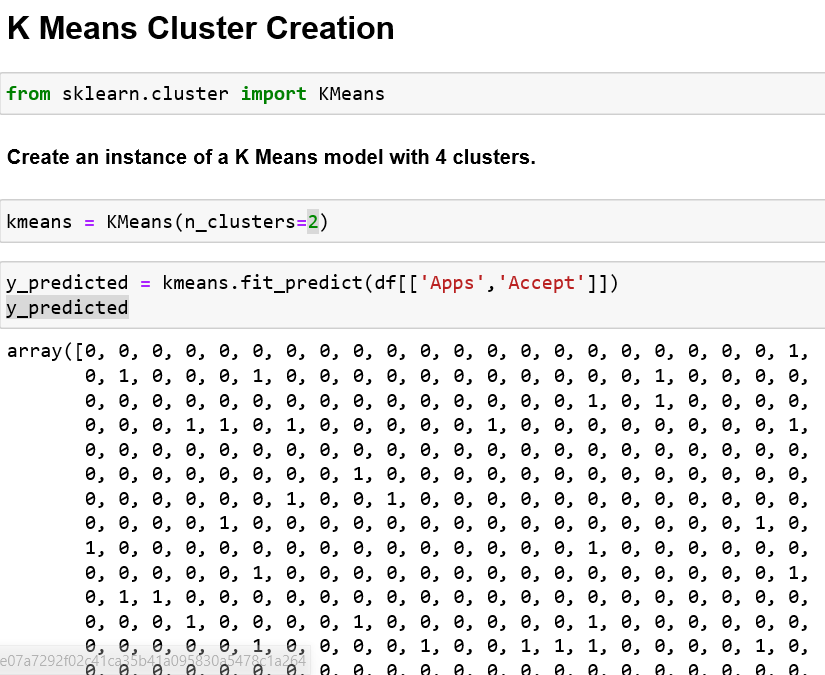 K Means Cluster Creation
from sklearn.cluster import KMeans
Create an instance of a K Means model with 4 clusters.
kmeans = KMeans(n_clusters=2)
y_predicted = kmeans.fit_predict(df[['Apps','Accept']])
y_predicted
array([0, 0, 0, 0, 0, 0, 0, 0, 0, 0, 0, 0, 0, 0, 0, 0, 0, 0, 0, 0, 0, 1,
0, 1, 0, 0, 0, 1, 0, 0, 0, 0, 0, 0, 0, 0, 0, 0, 0, 1, 0, 0, 0, 0,
0, 0, 0, 0, 0, 0, 0, 0, 0, 0, 0, 0, 0, 0, 0, 1, 0, 1, 0, 0, 0, 0,
0, 0, 0, 1, 1, 0, 1, 0, 0, 0, 0, 0, 1, 0, 0, 0, 0, 0, 0, 0, 0, 1,
0, 0, 0, 0, 0, 0, 0, 0, 0, 0, 0, 0, 0, 0, 0, 0, 0, 0, 0, 0, 0, 0,
0, 0, 0, 0, 0, 0, 0, 0, 1, 0, 0, 0, 0, 0, 0, 0, 0, 0, 0, 0, 0, 0,
0, 0, 0, 0, 0, 0, 1, 0, 0, 1, 0, 0, 0, 0, 0, 0, 0, 0, 0, 0, 0, 0,
0, 0, 0, 0, 1, 0, 0, 0, 0, 0, 0, 0, 0, 0, 0, 0, 0, 0, 0, 0, 1, 0,
1, 0, 0, 0, 0, 0, 0, 0, 0, 0, 0, 0, 0, 0, 0, 1, 0, 0, 0, 0, 0, 0,
0, 0, 0, 0, 0, 1, 0, 0, 0, 0, 0, 0, 0, 0, 0, 0, 0, 0, 0, 0, 0, 1,
0, 1, 1, 0, 0, 0, 0, 0, 0, 0, 0, 0, 0, 0, 0, 0, 0, 0, 0, 0, 0, 0,
0, 0, 0, 1, 0, 0, 0, 0, 1, 0, 0, 0, 0, 0, 0, 1, 0, 0, 0, 0, 0, 0,
0, 0, 0, 0, 0, 1, 0, 0, 0, 0, 1, 0, 0, 1, 1, 1, 0, 0, 0, 0, 1, 0,
e07a7292f02c41ca35b41a095830a5478c1a264